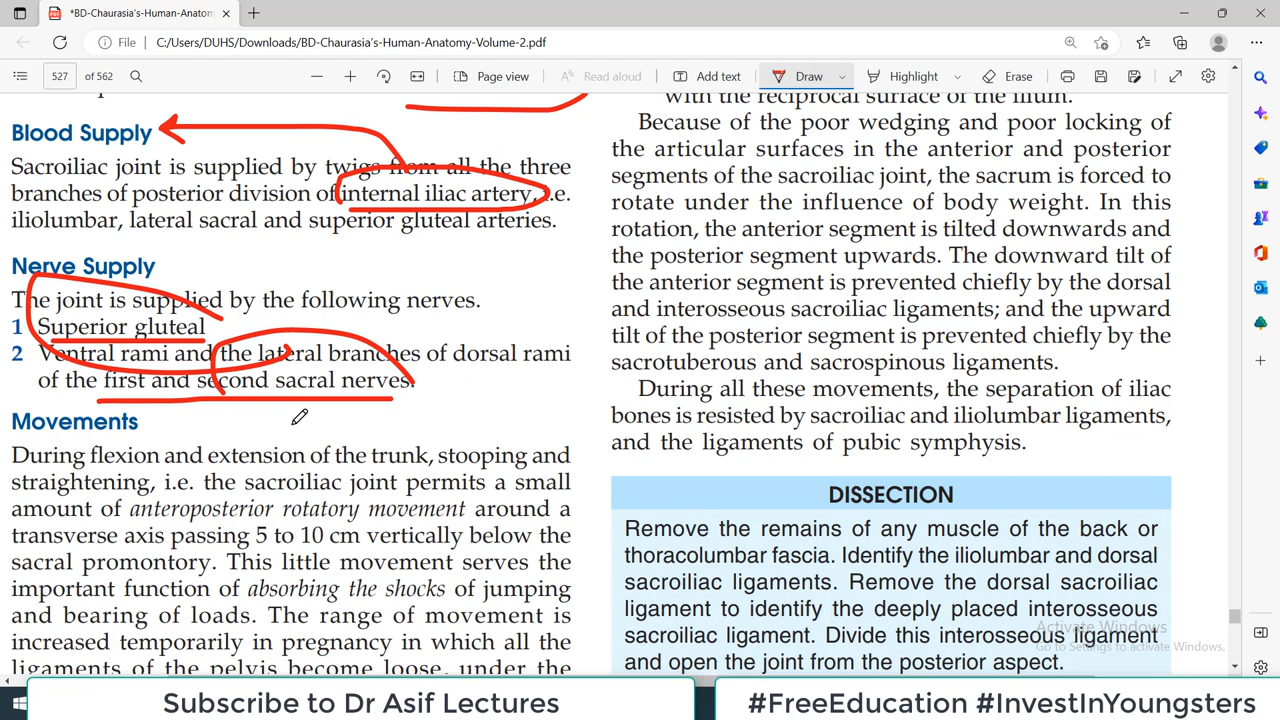 *BD-Chaurasia's-Human-Anatom
File
C:/Users/DUHS/Downloads/BD-Chaurasia's-Human-Anatomy-Volume-2.pdf
527 of 562
Page view
Read aloud
Add text
Draw
Highlight
Erase
Blood Supply
Sacroiliac joint is supplied by twigs from all the three
branches of posterior division of internal iliac artery, i.e.
iliolumbar, lateral sacral and superior gluteal arteries.
Nerve Supply
The joint is supplied by the following nerves.
1 Superior gluteal
2 Ventral rami and the lateral branches of dorsal rami
of the first and second sacral nerves.
Movements
During flexion and extension of the trunk, stooping and
straightening, i.e. the sacroiliac joint permits a small
amount of anteroposterior rotatory movement around a
transverse axis passing 5 to 10 cm vertically below the
sacral promontory. This little movement serves the
important function of absorbing the shocks of jumping
and bearing of loads. The range of movement is
increased temporarily in pregnancy in which all the
ligaments of the pelvis become loose, under the
with the reciprocal surface of the ilium.
Because of the poor wedging and poor locking of
the articular surfaces in the anterior and posterior
segments of the sacroiliac joint, the sacrum is forced to
rotate under the influence of body weight. In this
rotation, the anterior segment is tilted downwards and
the posterior segment upwards. The downward tilt of
the anterior segment is prevented chiefly by the dorsal
and interosseous sacroiliac ligaments; and the upward
tilt of the posterior segment is prevented chiefly by the
sacrotuberous and sacrospinous ligaments.
During all these movements, the separation of iliac
bones is resisted by sacroiliac and iliolumbar ligaments,
and the ligaments of pubic symphysis.
DISSECTION
Remove the remains of any muscle of the back or
thoracolumbar fascia. Identify the iliolumbar and dorsal
sacroiliac ligaments. Remove the dorsal sacroiliac
ligament to identify the deeply placed interosseous
sacroiliac ligament. Divide this interosseous ligament
and open the joint from the posterior aspect.
Activate Windows
Go to Settings to activate Windows.
Subscribe to Dr Asif Lectures
#FreeEducation #InvestInYoungsters